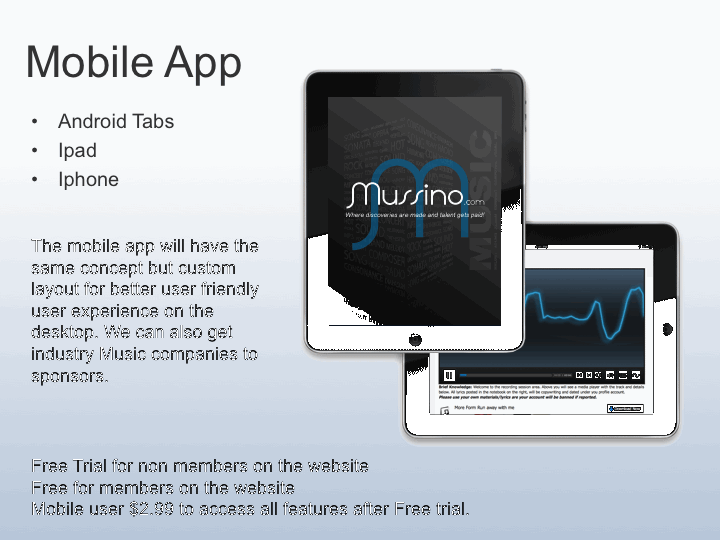 Mobile App
• Android Tabs
• Ipad
• Iphone
The mobile app will have the
same concept but custom
layout for better user friendly
user experience on the
desktop. We can also get
industry Music companies to
sponsors.
Mussino.com
Where discoveries are made and talent gets paid!
MUSIC
Brief Knowledge: Welcome to the recording session area. Above you will see a media player with the track and details
below. All lyrics posted in the notebook on the right, will be copywriting and dated under you profile account.
Please use your own materials/lyrics are your account will be banned if reported.
More Form Run away with me
Free Trial for non members on the website
Free for members on the website
Mobile user $2.99 to access all features after Free trial.